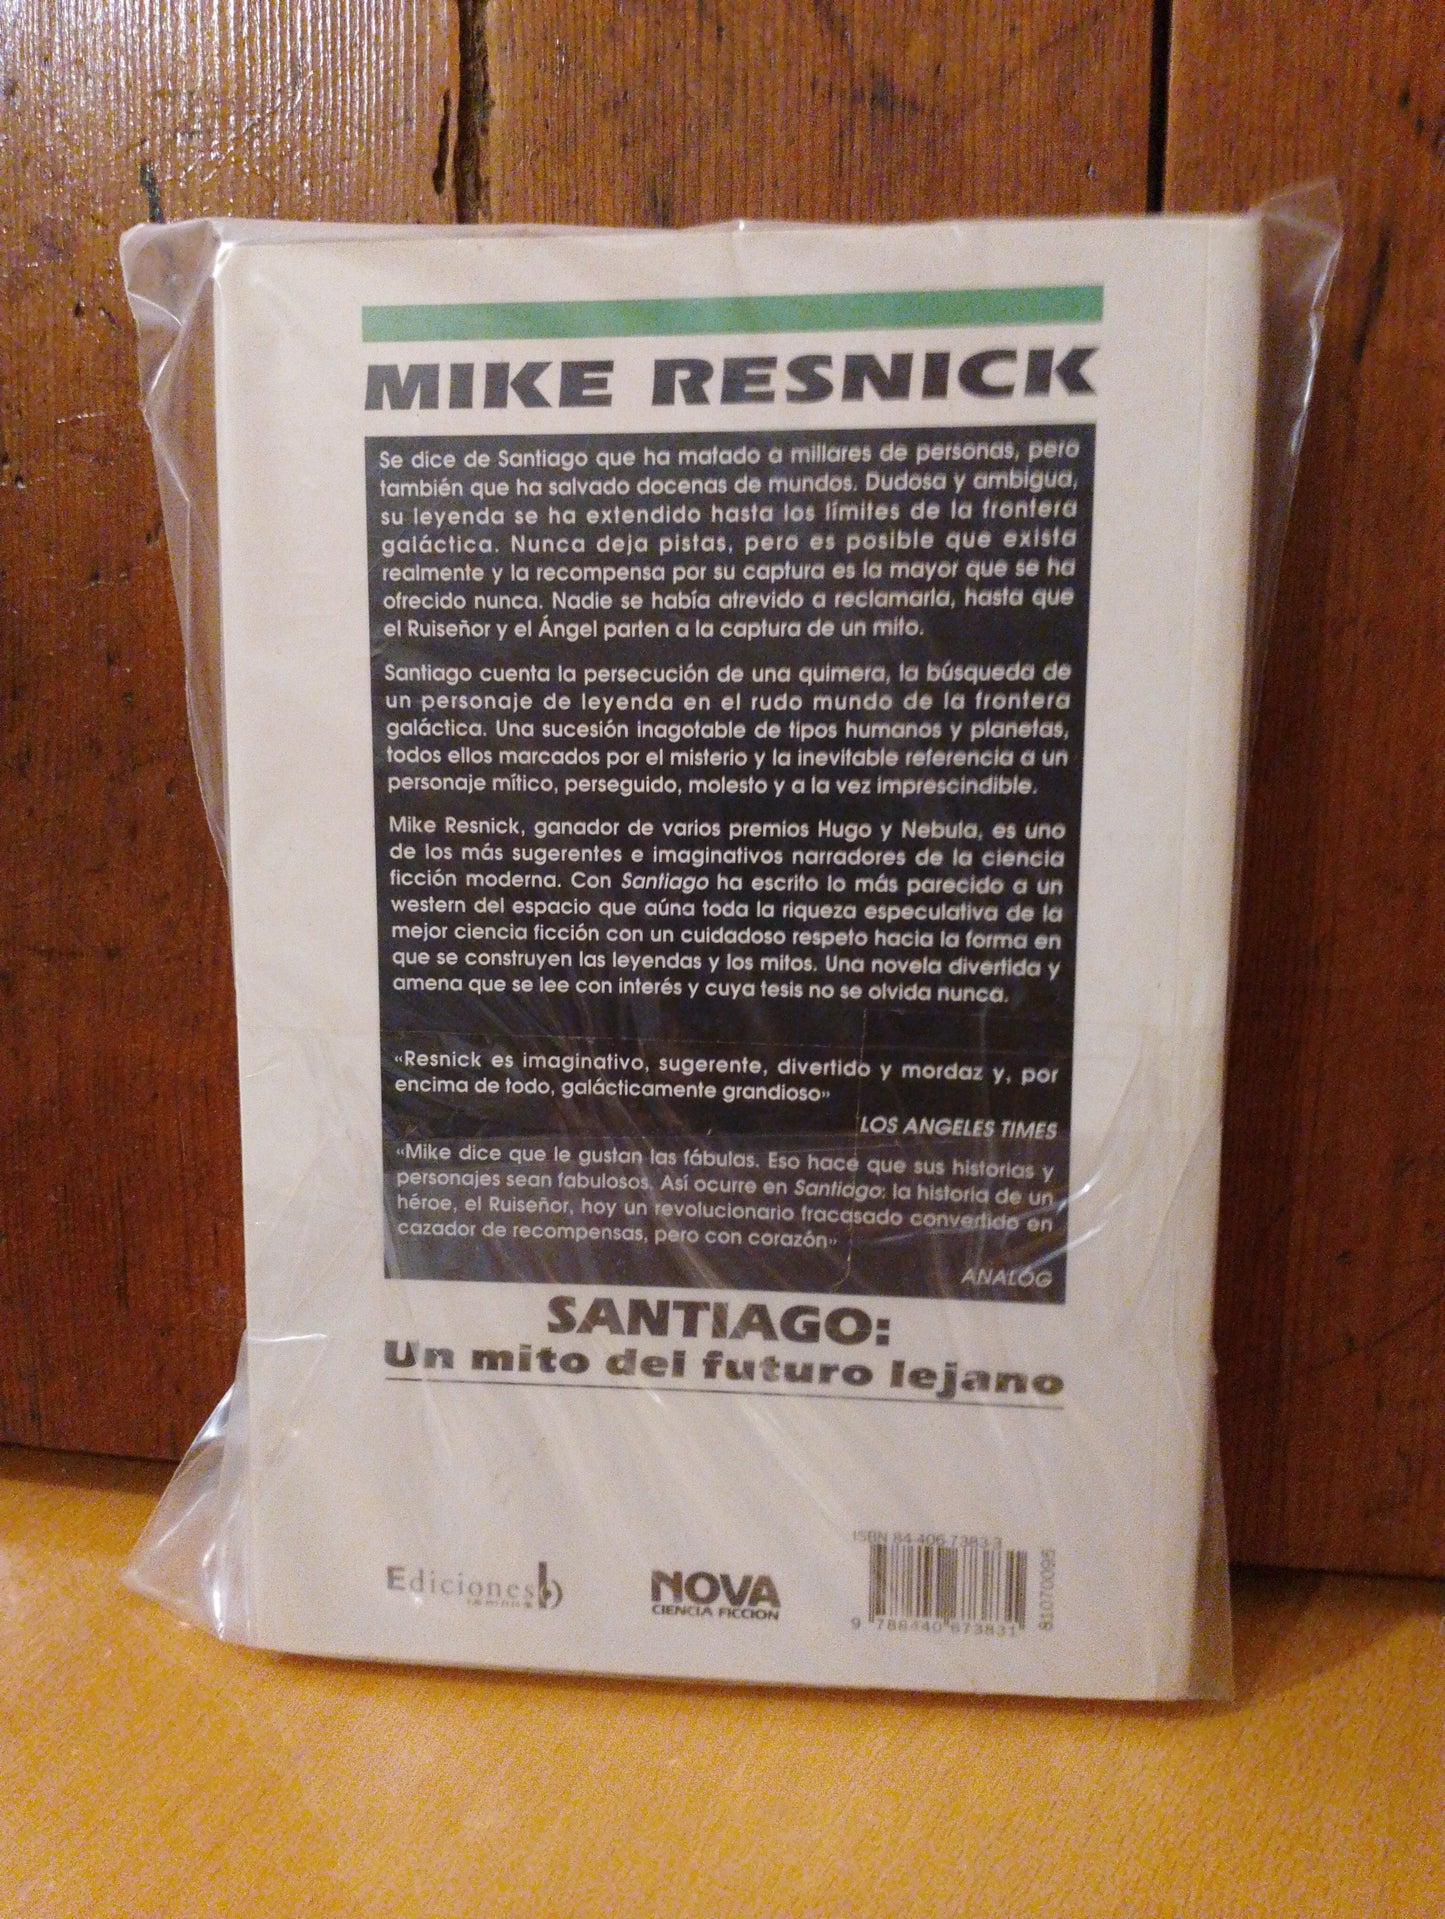 MIKE RESNICK
Se dice de Santiago que ha matado a millares de personas, pero
también que ha salvado docenas de mundos. Dudosa y ambigua,
su leyenda se ha extendido hasta los límites de la frontera
galáctica. Nunca deja pistas, pero es posible que exista
realmente y la recompensa por su captura es la mayor que se ha
ofrecido nunca. Nadie se había atrevido a reclamarla, hasta que
el Ruiseñor y el Ángel parten a la captura de un mito.
Santiago cuenta la persecución de una quimera, la búsqueda de
un personaje de leyenda en el rudo mundo de la frontera
galáctica. Una sucesión inagotable de tipos humanos y planetas,
todos ellos marcados por el misterio y la inevitable referencia a un
personaje mítico, perseguido, molesto y a la vez imprescindible.
Mike Resnick, ganador de varios premios Hugo y Nebula, es uno
de los más sugerentes e imaginativos narradores de la ciencia
ficción moderna. Con Santiago ha escrito lo más parecido a un
western del espacio que aúna toda la riqueza especulativa de la
mejor ciencia ficción con un cuidadoso respeto hacia la forma en
que se construyen las leyendas y los mitos. Una novela divertida y
amena que se lee con interés y cuya tesis no se olvida nunca.
«Resnick es imaginativo, sugerente, divertido y mordaz y, por
encima de todo, galácticamente grandioso»
LOS ANGELES TIMES
«Mike dice que le gustan las fábulas. Eso hace que sus historias y
personajes sean fabulosos. Así ocurre en Santiago: la historia de un
héroe, el Ruiseñor, hoy un revolucionario fracasado convertido en
cazador de recompensas, pero con corazón»
ANALOG
SANTIAGO:
Un mito del futuro lejano
ISBN 84-406-7383-3
Ediciones b
NOVA
CIENCIA FICCION
9 788440 673831
81070095